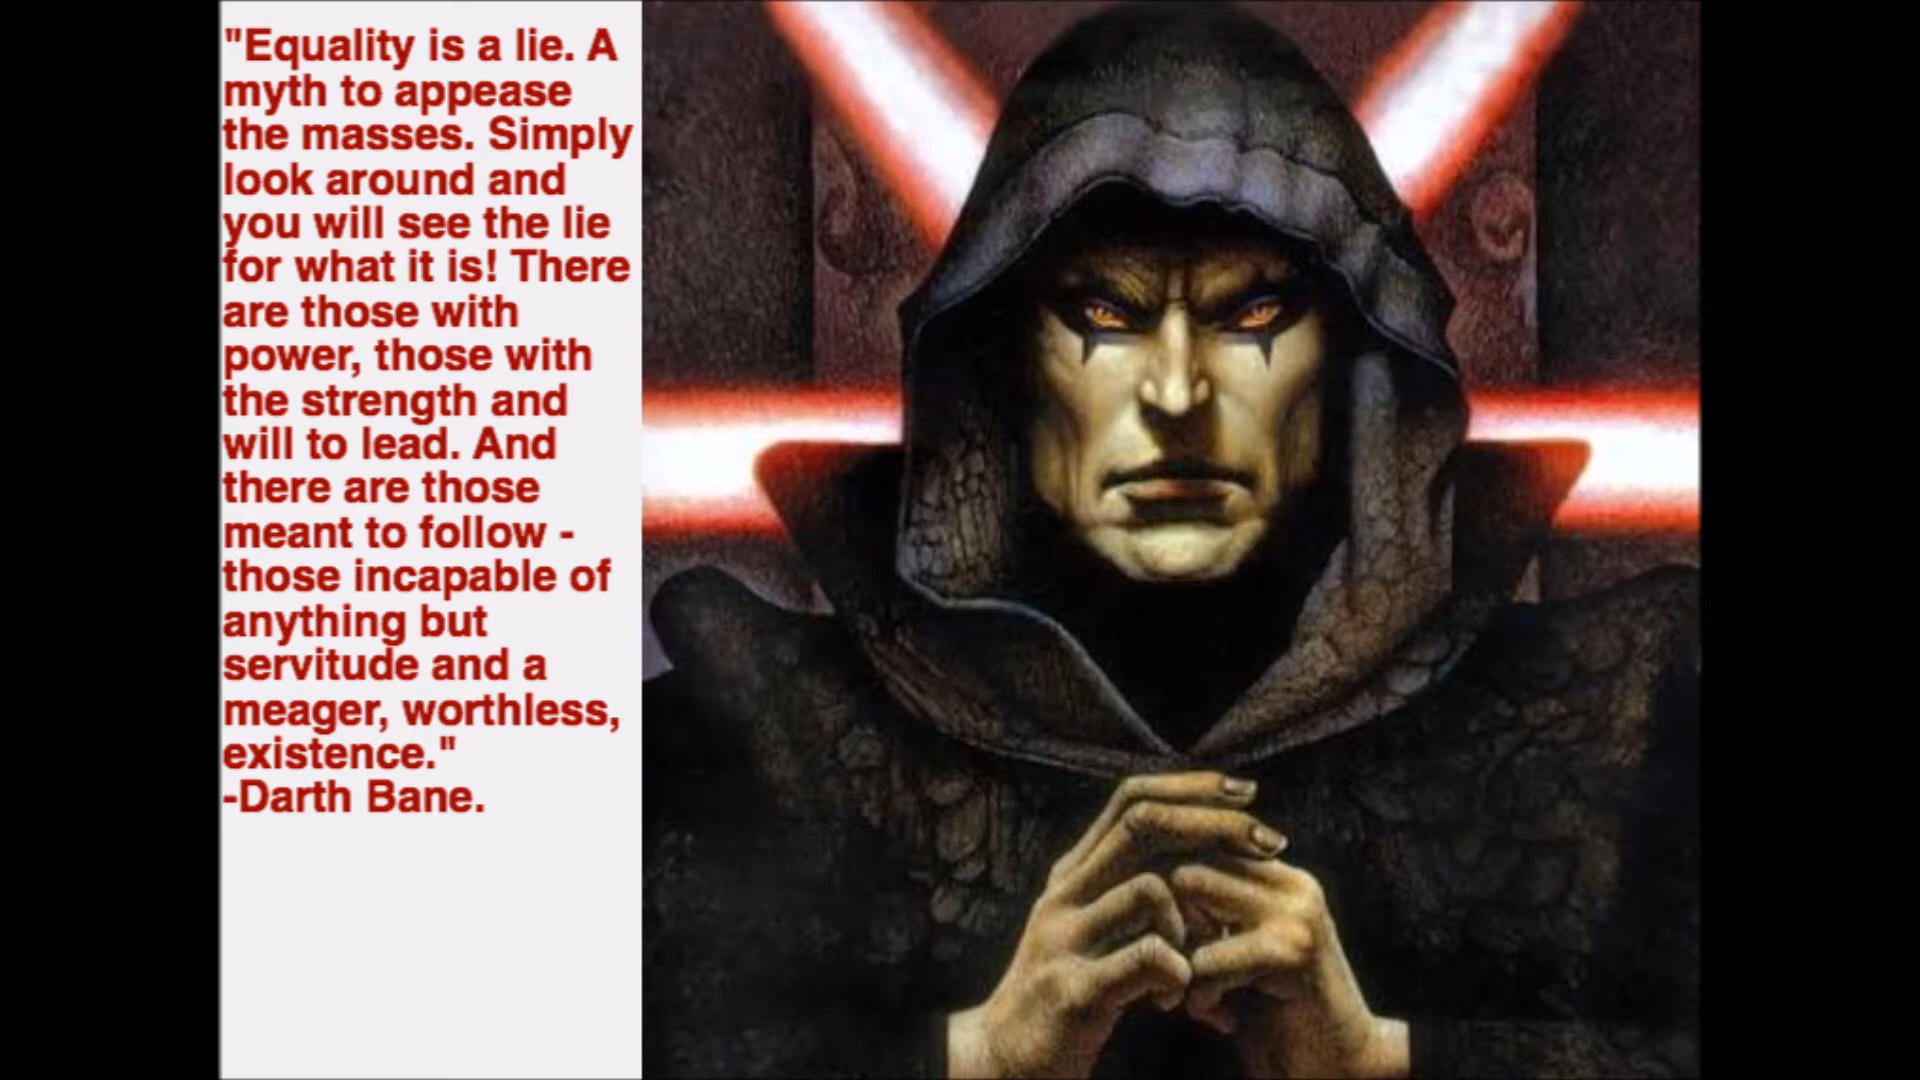 "Equality is a lie. A
myth to appease
the masses. Simply
look around and
you will see the lie
for what it is! There
are those with
power, those with
the strength and
will to lead. And
there are those
meant to follow -
those incapable of
anything but
servitude and a
meager, worthless,
existence."
-Darth Bane.